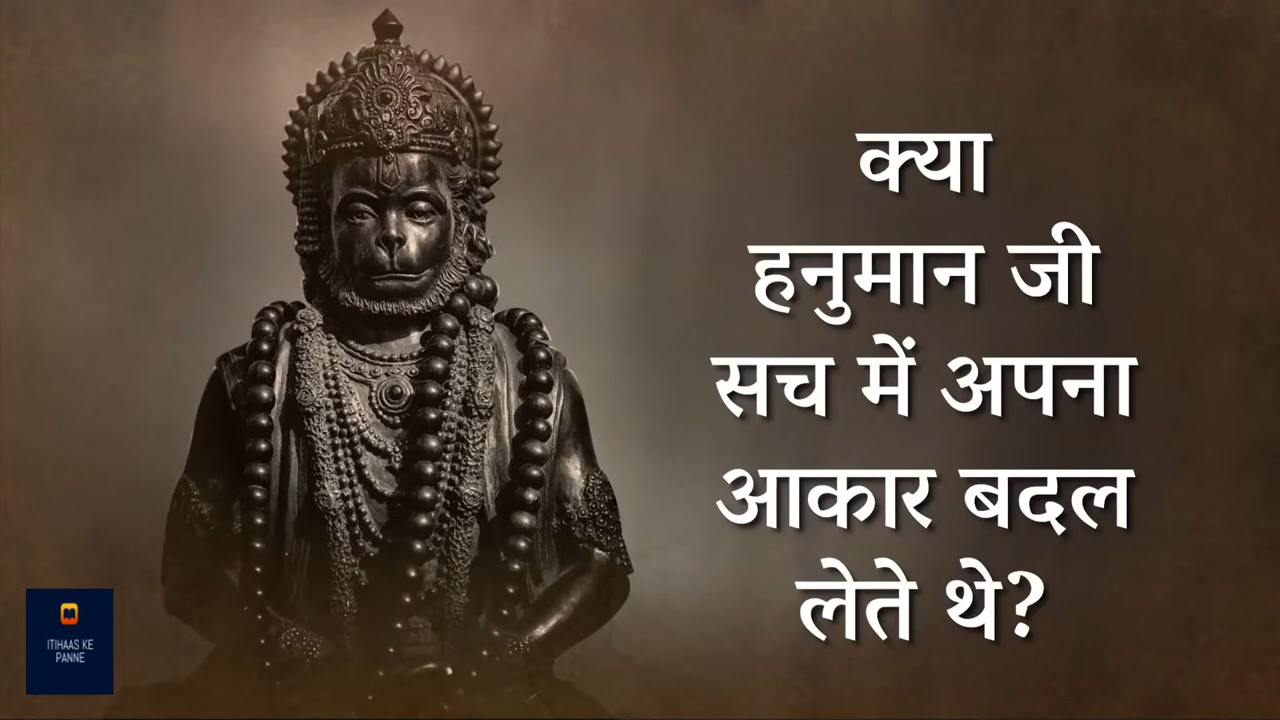 क्या
हनुमान जी
सच में अपना
आकार बदल
लेते थे?
ITIHAAS KE
PANNE